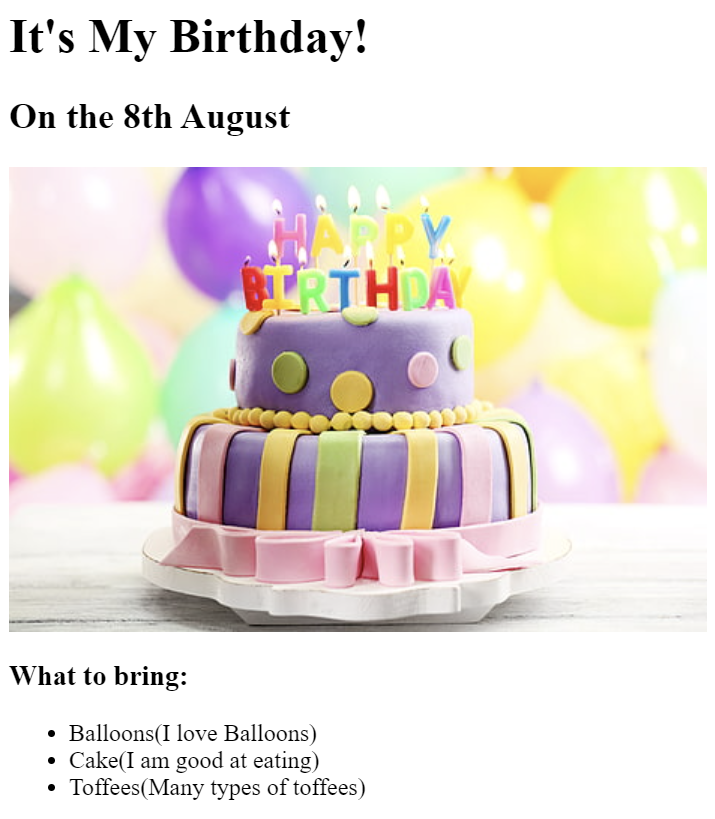 It's My Birthday!
On the 8th August
HAPPY
BIRTHDAY
What to bring:
Balloons(I love Balloons)
Cake(I am good at eating)
Toffees(Many types of toffees)